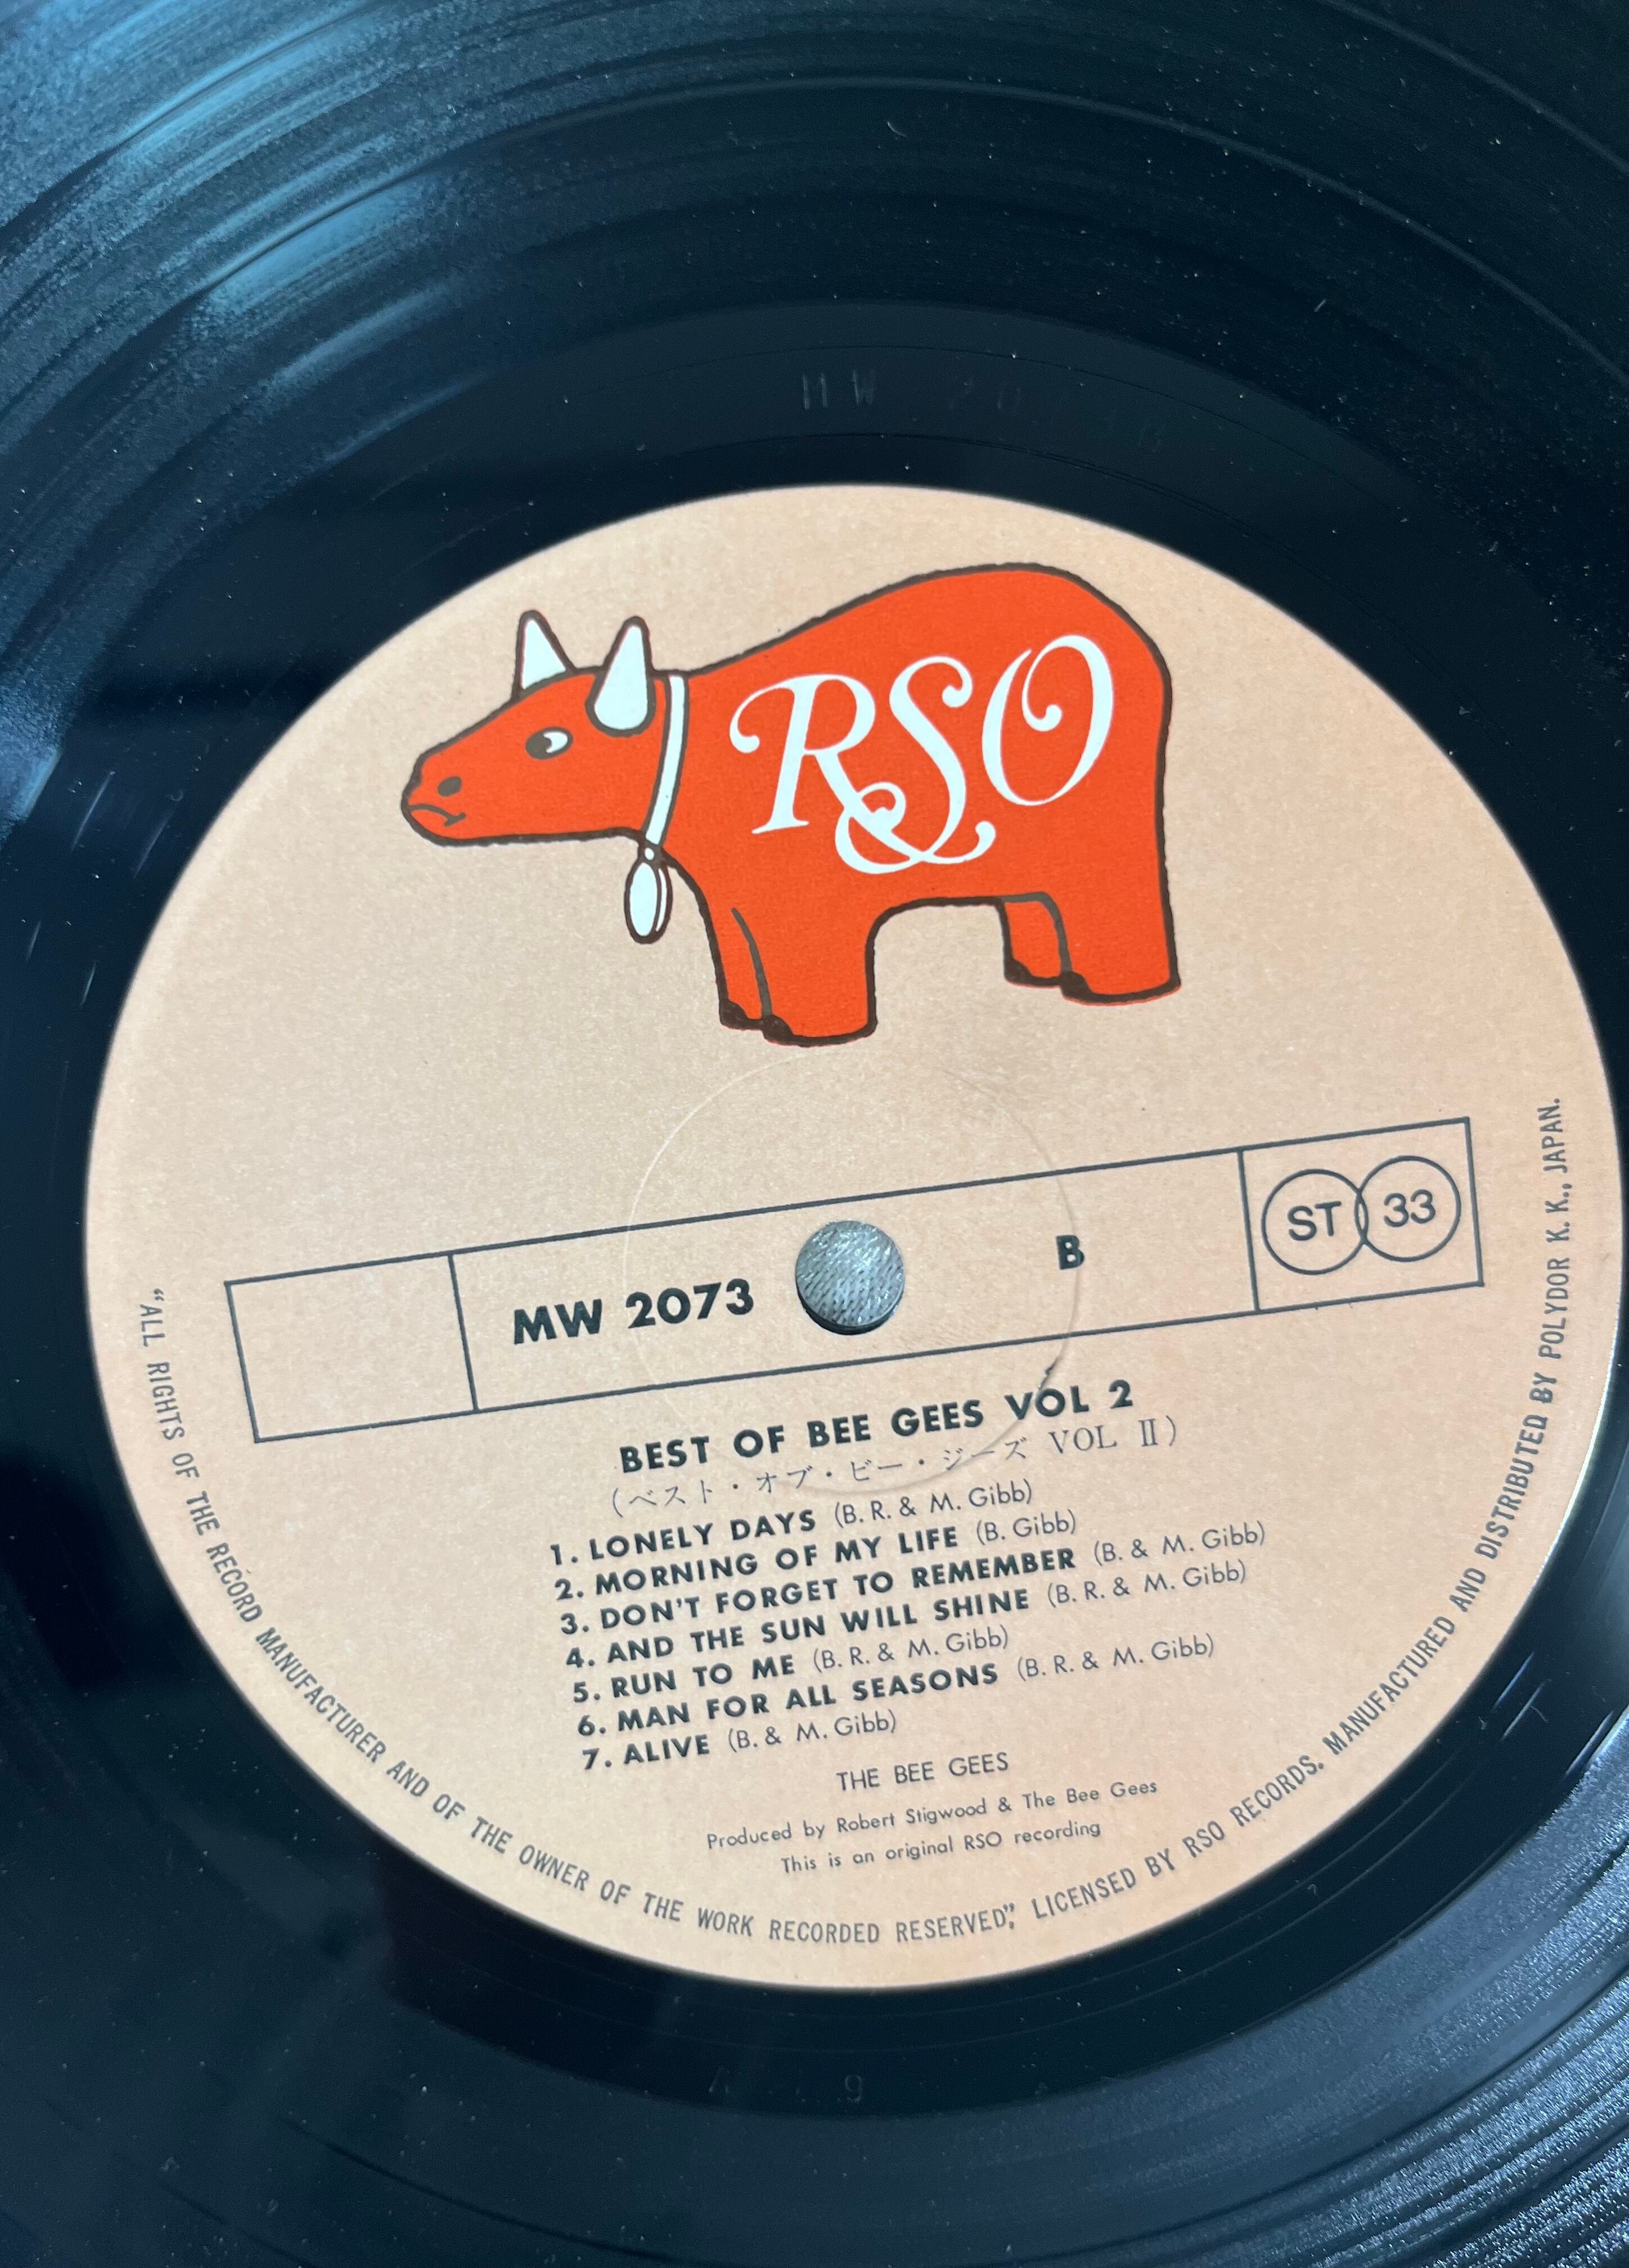 RSO
MW 2073
B
ST 33
BEST OF BEE GEES VOL 2
(ベスト・オブ・ビー・ジーズ VOL Ⅱ)
1. LONELY DAYS (B. R. & M. Gibb)
2. MORNING OF MY LIFE (B. Gibb)
3. DON'T FORGET TO REMEMBER (B. & M. Gibb)
4. AND THE SUN WILL SHINE (B. R. & M. Gibb)
5. RUN TO ME (B. R. & M. Gibb)
6. MAN FOR ALL SEASONS (B. R. & M. Gibb)
7. ALIVE (B. & M. Gibb)
THE BEE GEES
Produced by Robert Stigwood & The Bee Gees
This is an original RSO recording
"ALL RIGHTS OF THE RECORD MANUFACTURER AND OF THE OWNER OF THE WORK RECORDED RESERVED", LICENSED BY RSO RECORDS. MANUFACTURED AND DISTRIBUTED BY POLYDOR K. K., JAPAN.